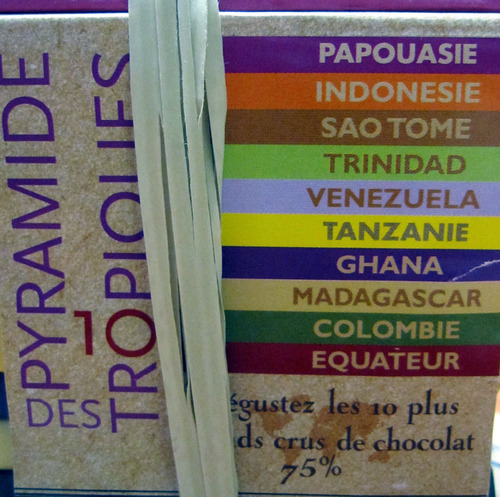 PYRAMIDE
DES TROPIQUES
10
PAPOUASIE
INDONESIE
SAO TOME
TRINIDAD
VENEZUELA
TANZANIE
GHANA
MADAGASCAR
COLOMBIE
EQUATEUR
égustez les 10 plus
ds crus de chocolat
75%